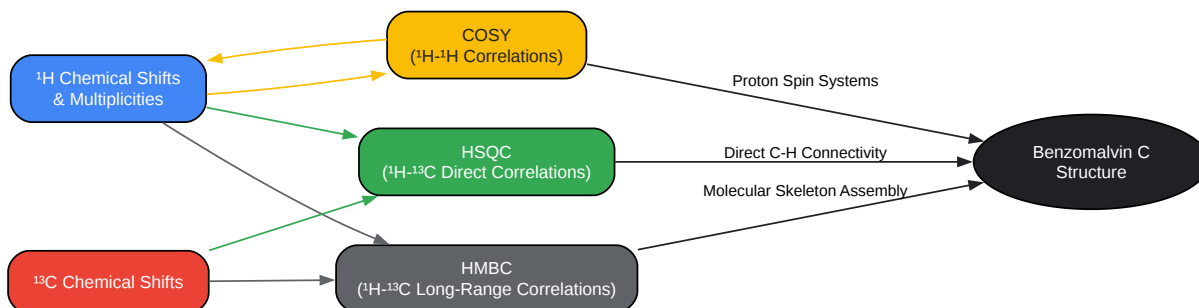 COSY
(¹H-¹H Correlations)
¹H Chemical Shifts
& Multiplicities
Proton Spin Systems
HSQC
(¹H-¹³C Direct Correlations)
Direct C-H Connectivity
Benzomalvin C
Structure
Molecular Skeleton Assembly
¹³C Chemical Shifts
HMBC
(¹H-¹³C Long-Range Correlations)